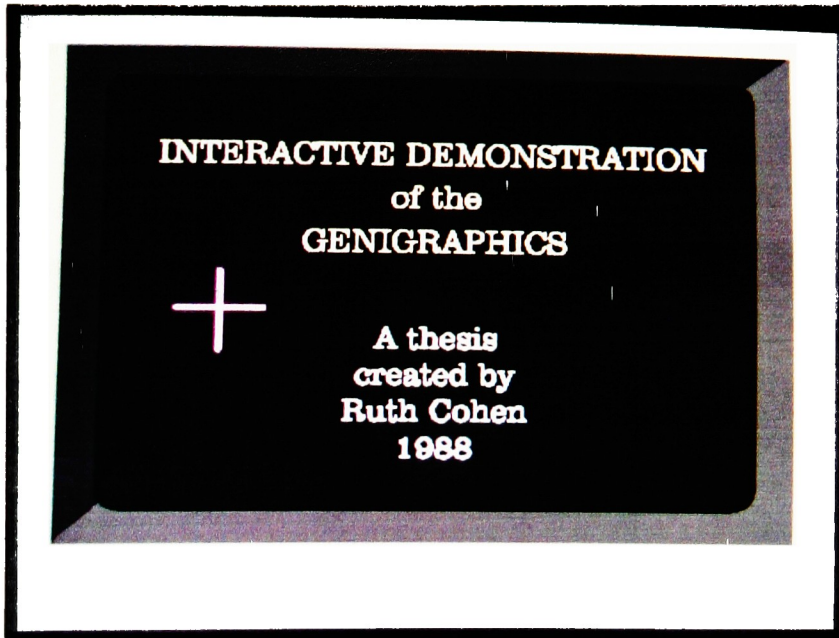 INTERACTIVE DEMONSTRATION
of the
GENIGRAPHICS
A thesis
created by
Ruth Cohen
1988